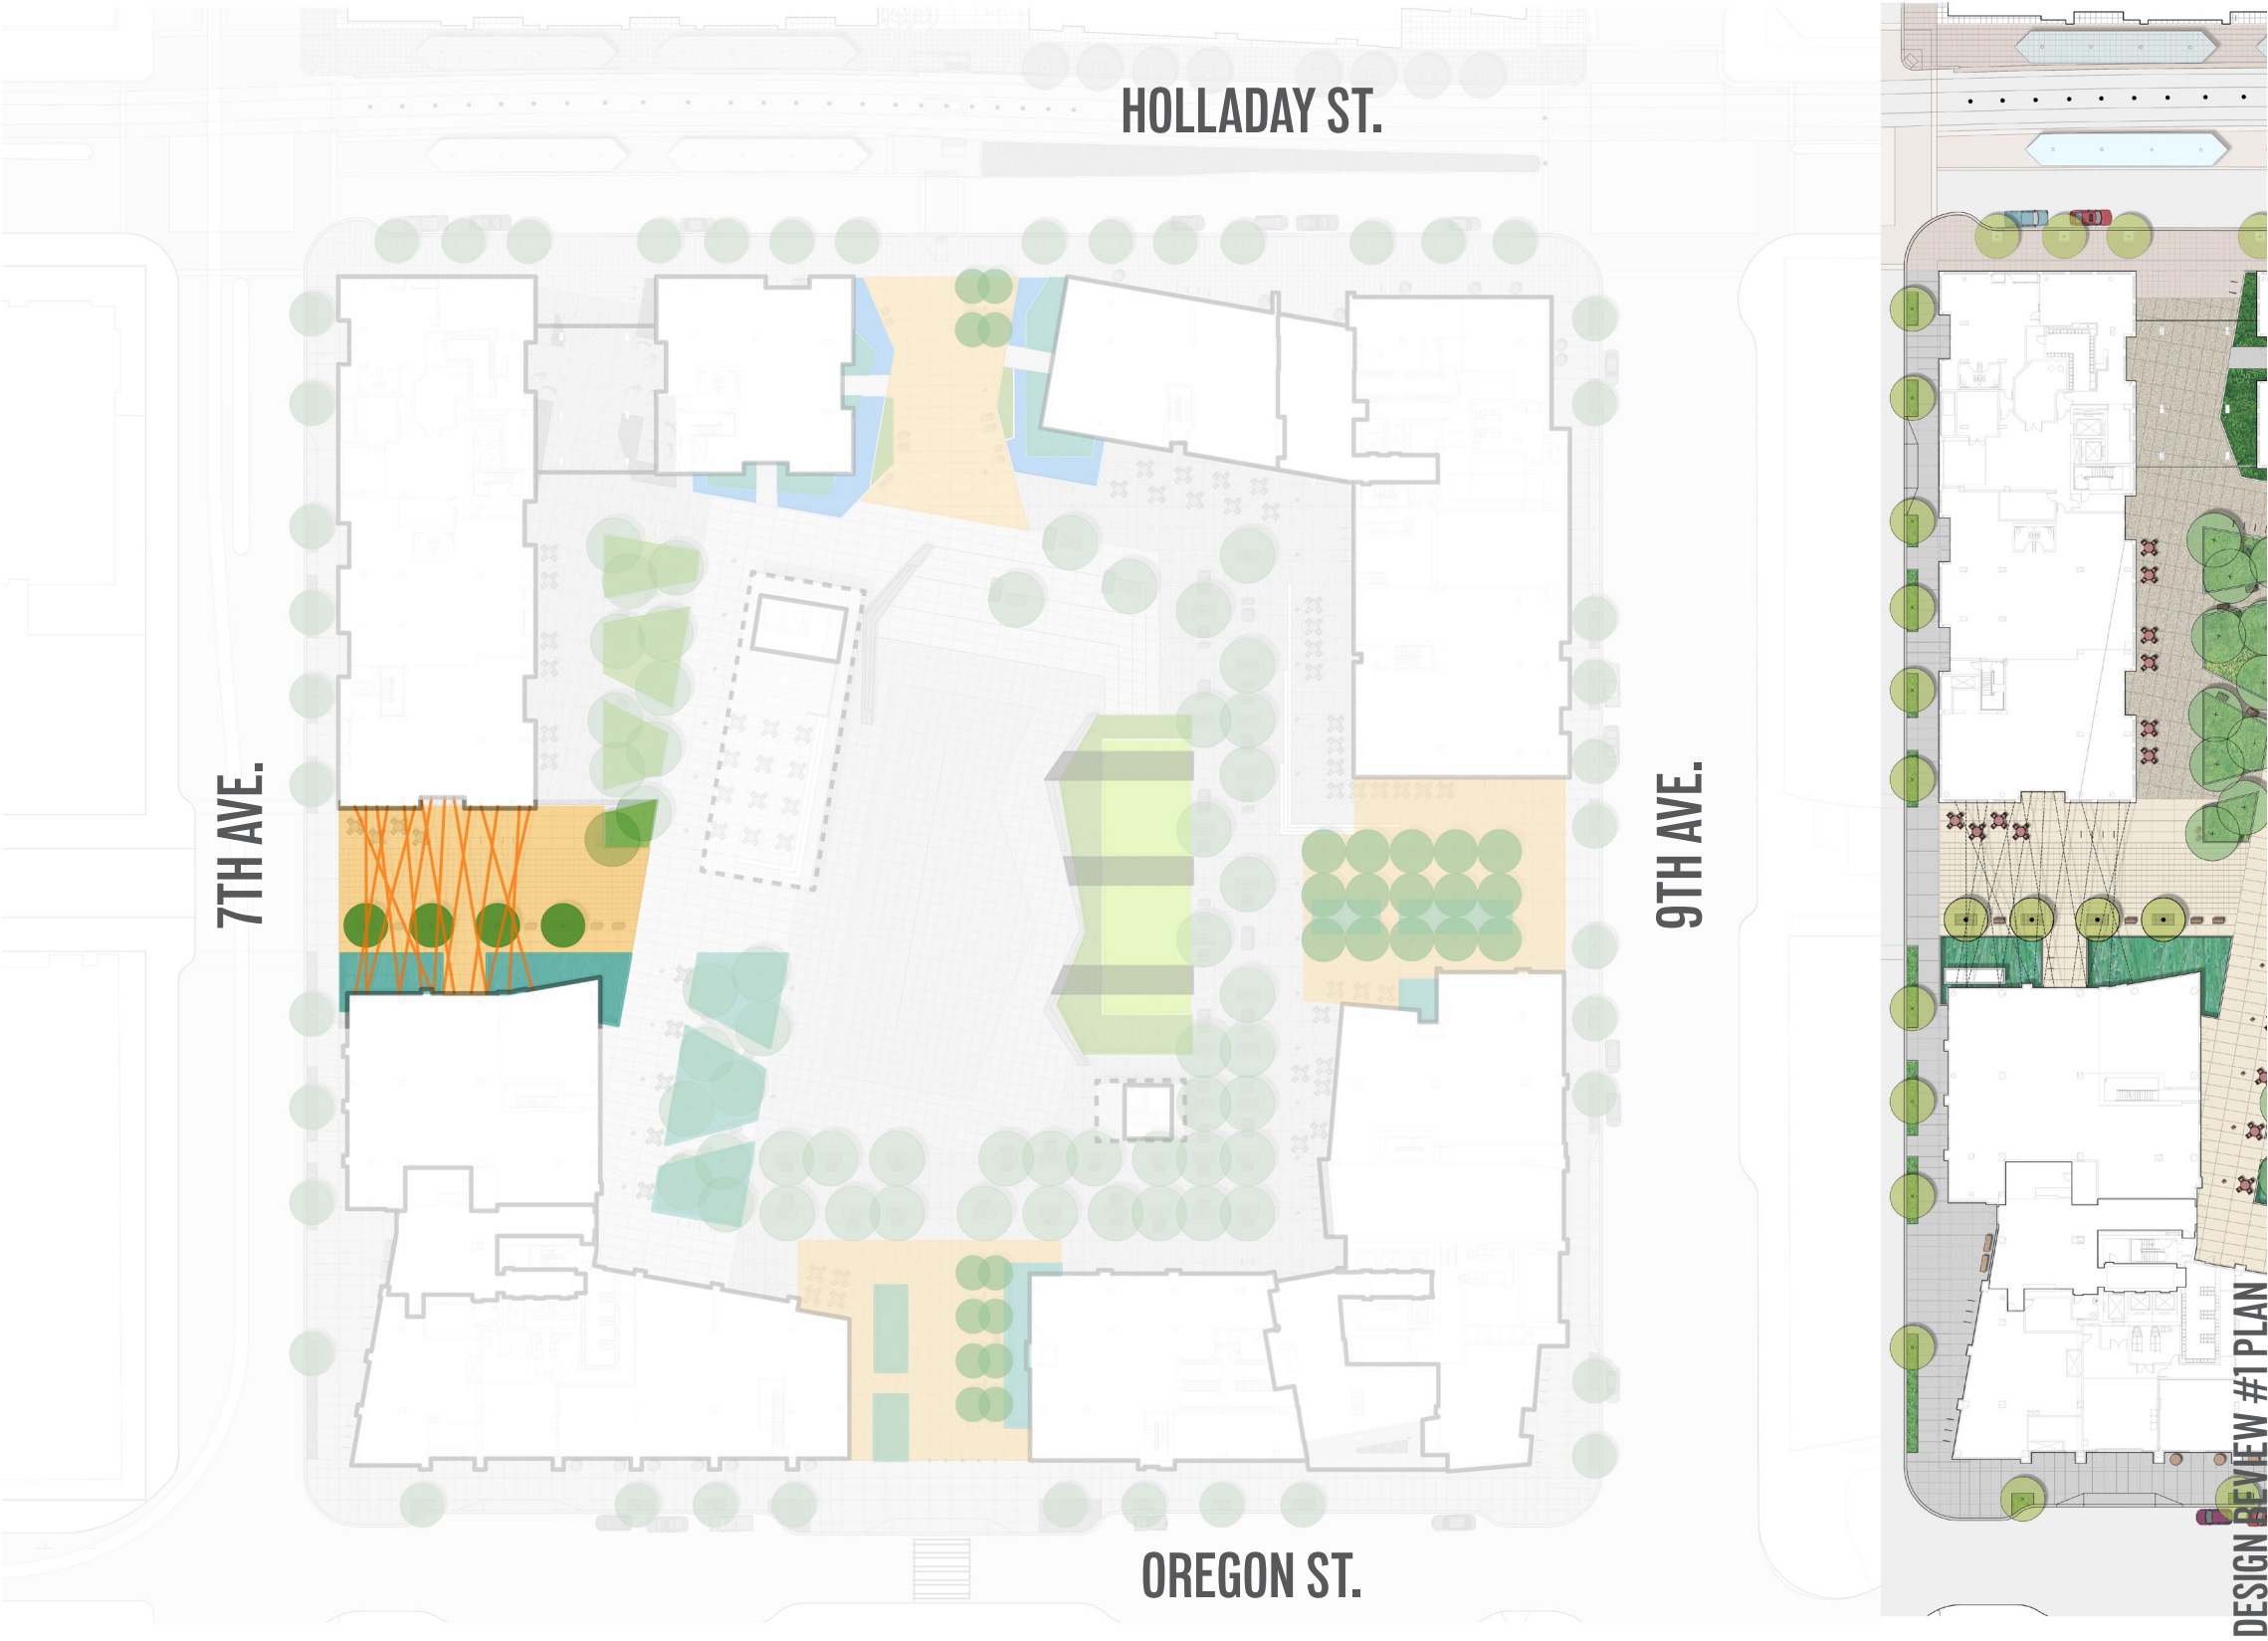 HOLLADAY ST.
7TH AVE.
9TH AVE.
OREGON ST.
DESIGN REVIEW #1 PLAN